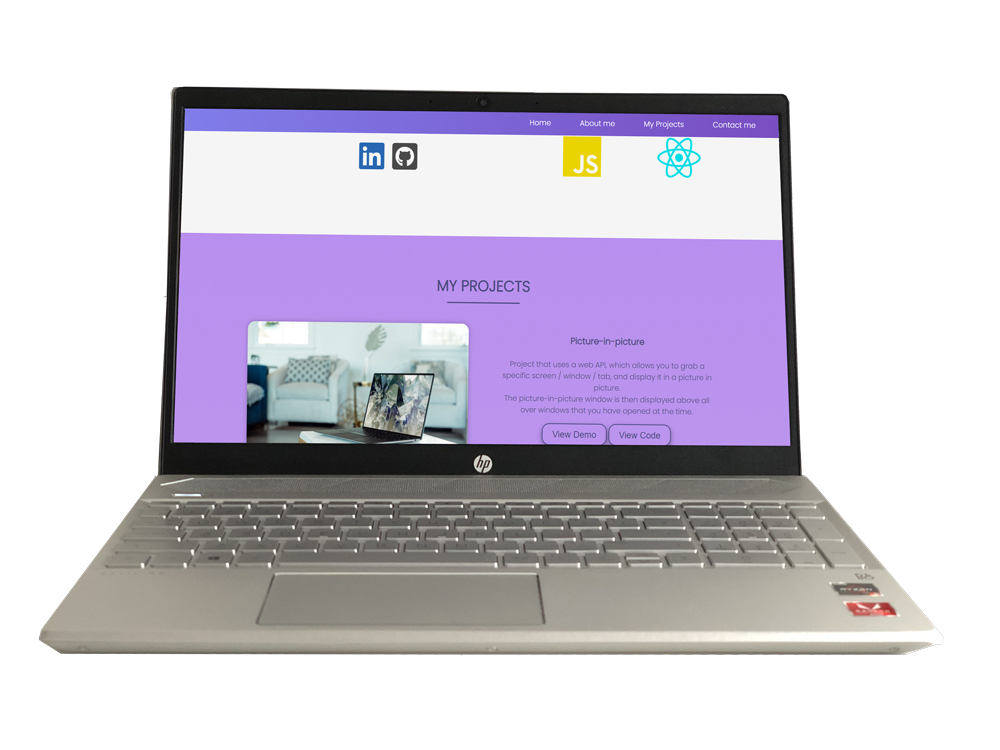 Home About me My Projects Contact me
in
JS
MY PROJECTS
Picture-in-picture
Project that uses a web API, which allows you to grab a
specific screen / window / tab, and display it in a picture in
picture.
The picture-in-picture window is then displayed above all
over windows that you have opened at the time.
View Demo View Code
hp
B&O
RYZEN
RADEON